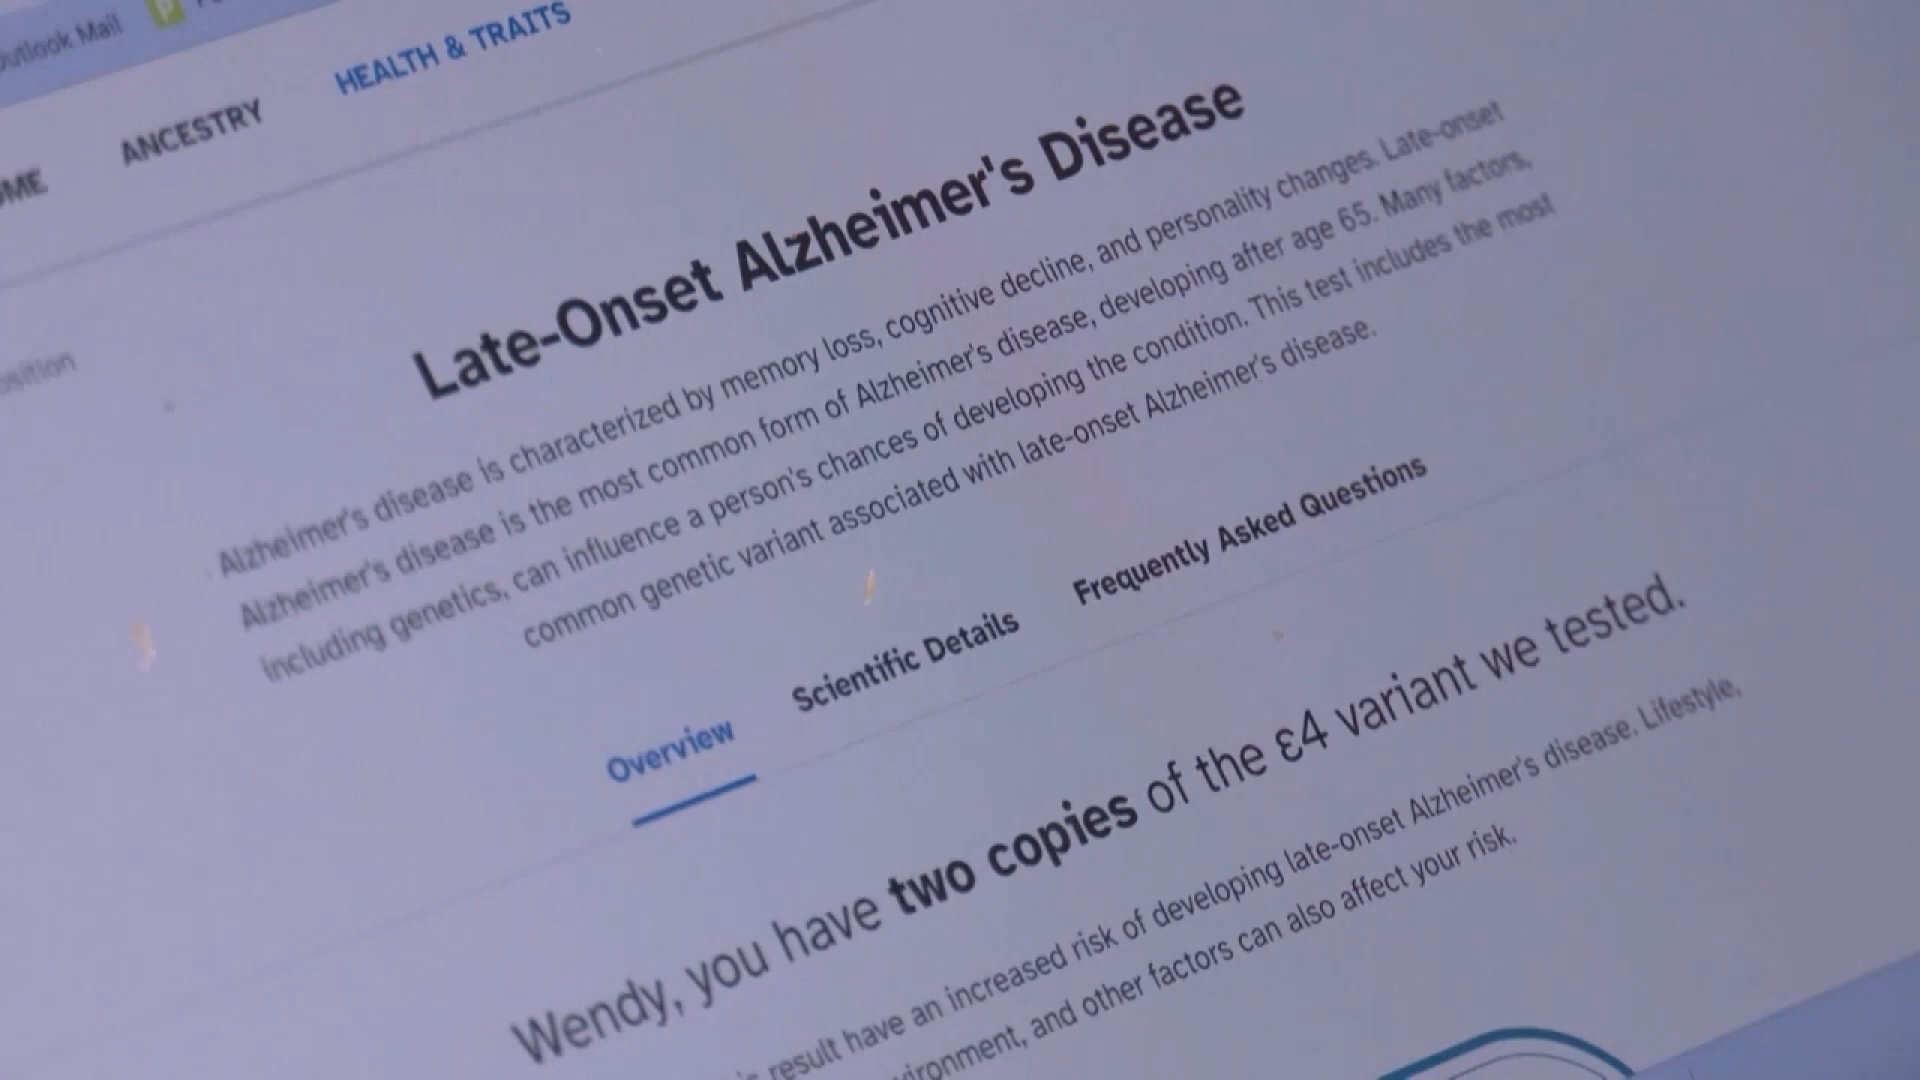 Outlook Mail
HOME ANCESTRY HEALTH & TRAITS
Late-Onset Alzheimer's Disease
Alzheimer's disease is characterized by memory loss, cognitive decline, and personality changes. Late-onset
Alzheimer's disease is the most common form of Alzheimer's disease, developing after age 65. Many factors,
including genetics, can influence a person's chances of developing the condition. This test includes the most
common genetic variant associated with late-onset Alzheimer's disease.
Overview Scientific Details Frequently Asked Questions
Wendy, you have two copies of the ε4 variant we tested.
result have an increased risk of developing late-onset Alzheimer's disease. Lifestyle,
environment, and other factors can also affect your risk.